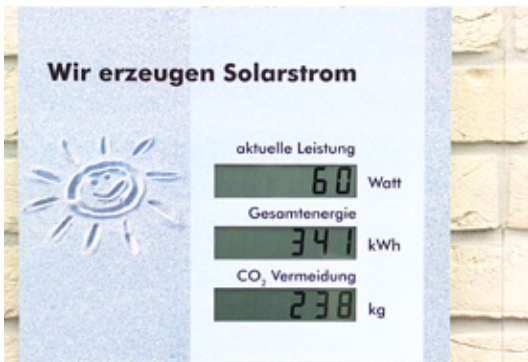 Wir erzeugen Solarstrom
aktuelle Leistung
60 Watt
Gesamtenergie
341 kWh
CO₂ Vermeidung
238 kg